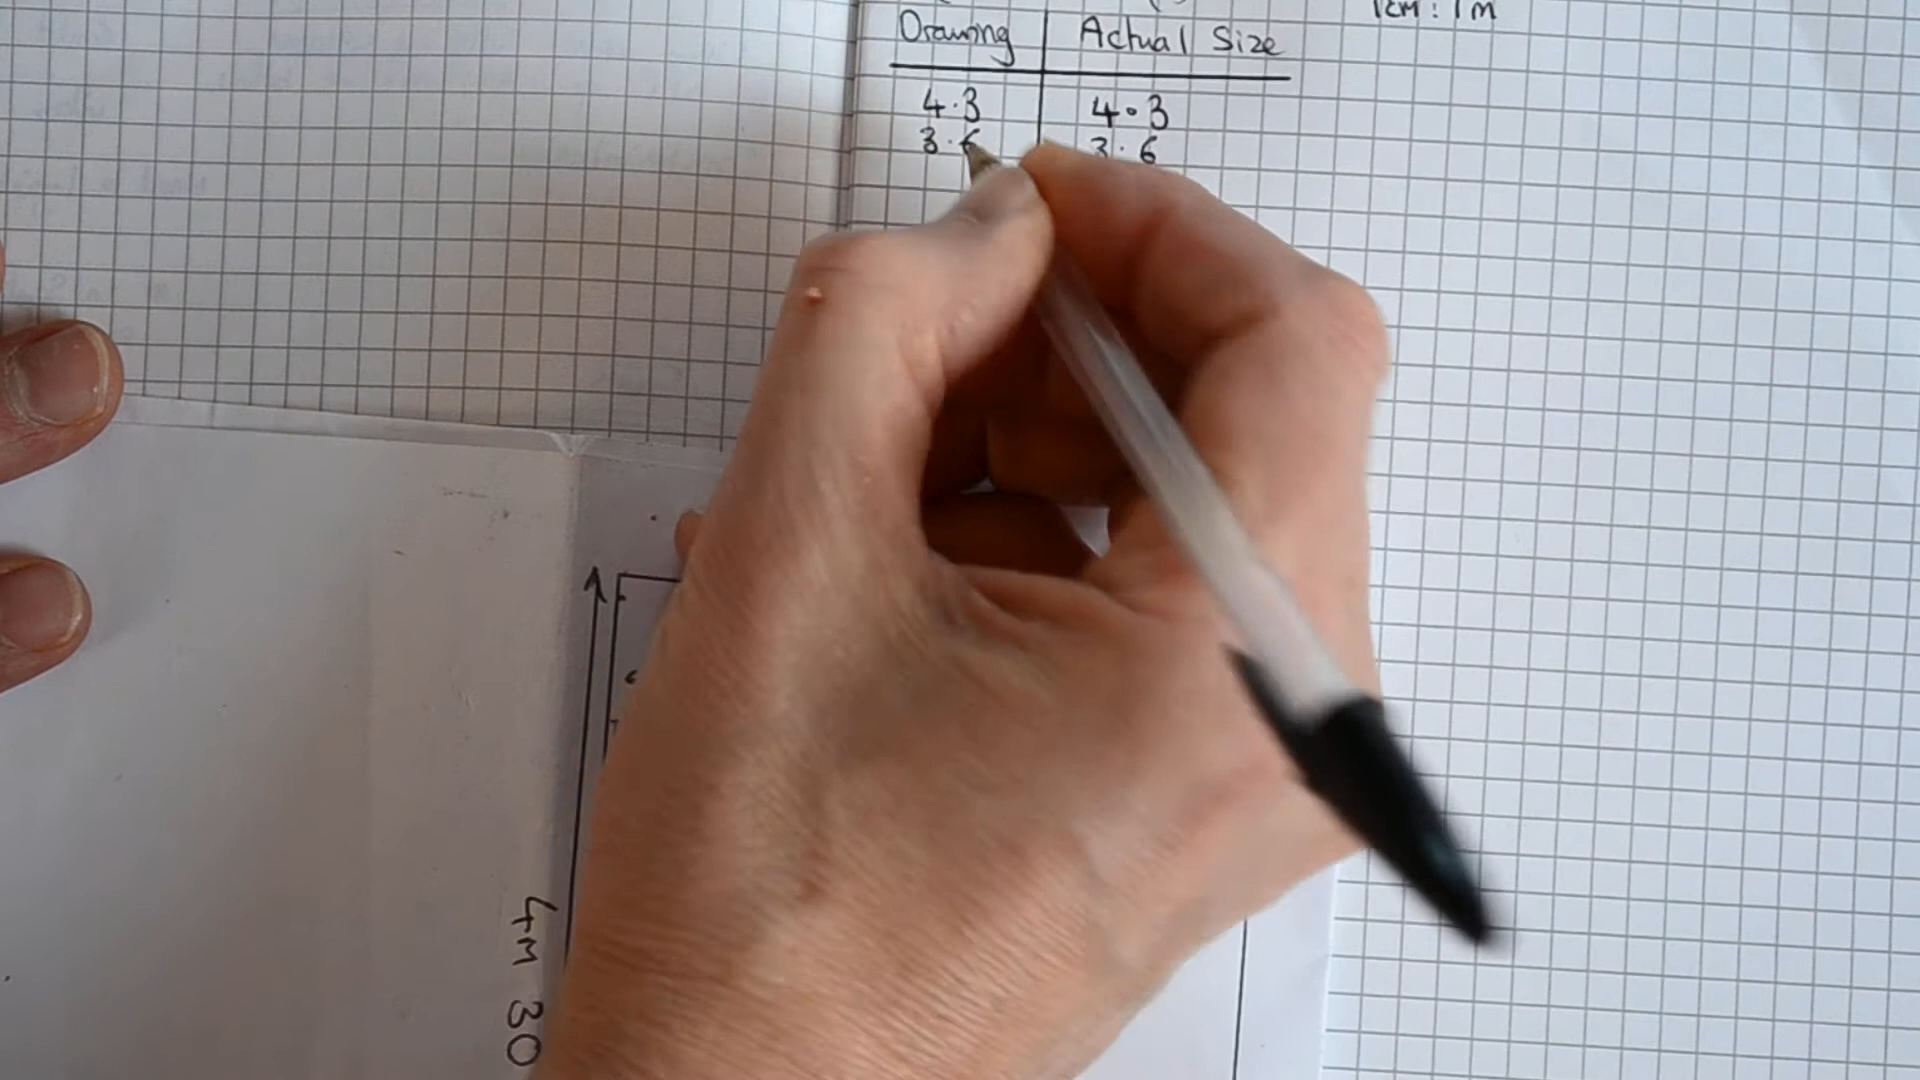 1cm : 1m
Drawing Actual Size
4.3 4.3
3.6 3.6
4m 30